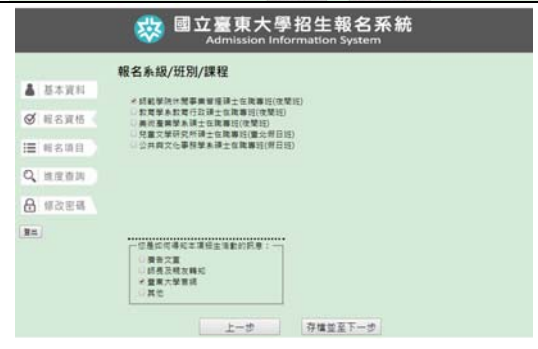 國立臺東大學招生報名系統
Admission Information System
報名系級/班別/課程
基本資料
報名資格
報名項目
進度查詢
修改密碼
登出
師範學院休閒事業管理碩士在職專班(夜間班)
教育學系教育行政碩士在職專班(夜間班)
美術產業學系碩士在職專班(夜間班)
兒童文學研究所碩士在職專班(臺北假日班)
公共與文化事務學系碩士在職專班(假日班)
您是如何得知本項招生活動的訊息：
廣告文宣
師長及親友轉知
臺東大學官網
其他
上一步
存檔並至下一步